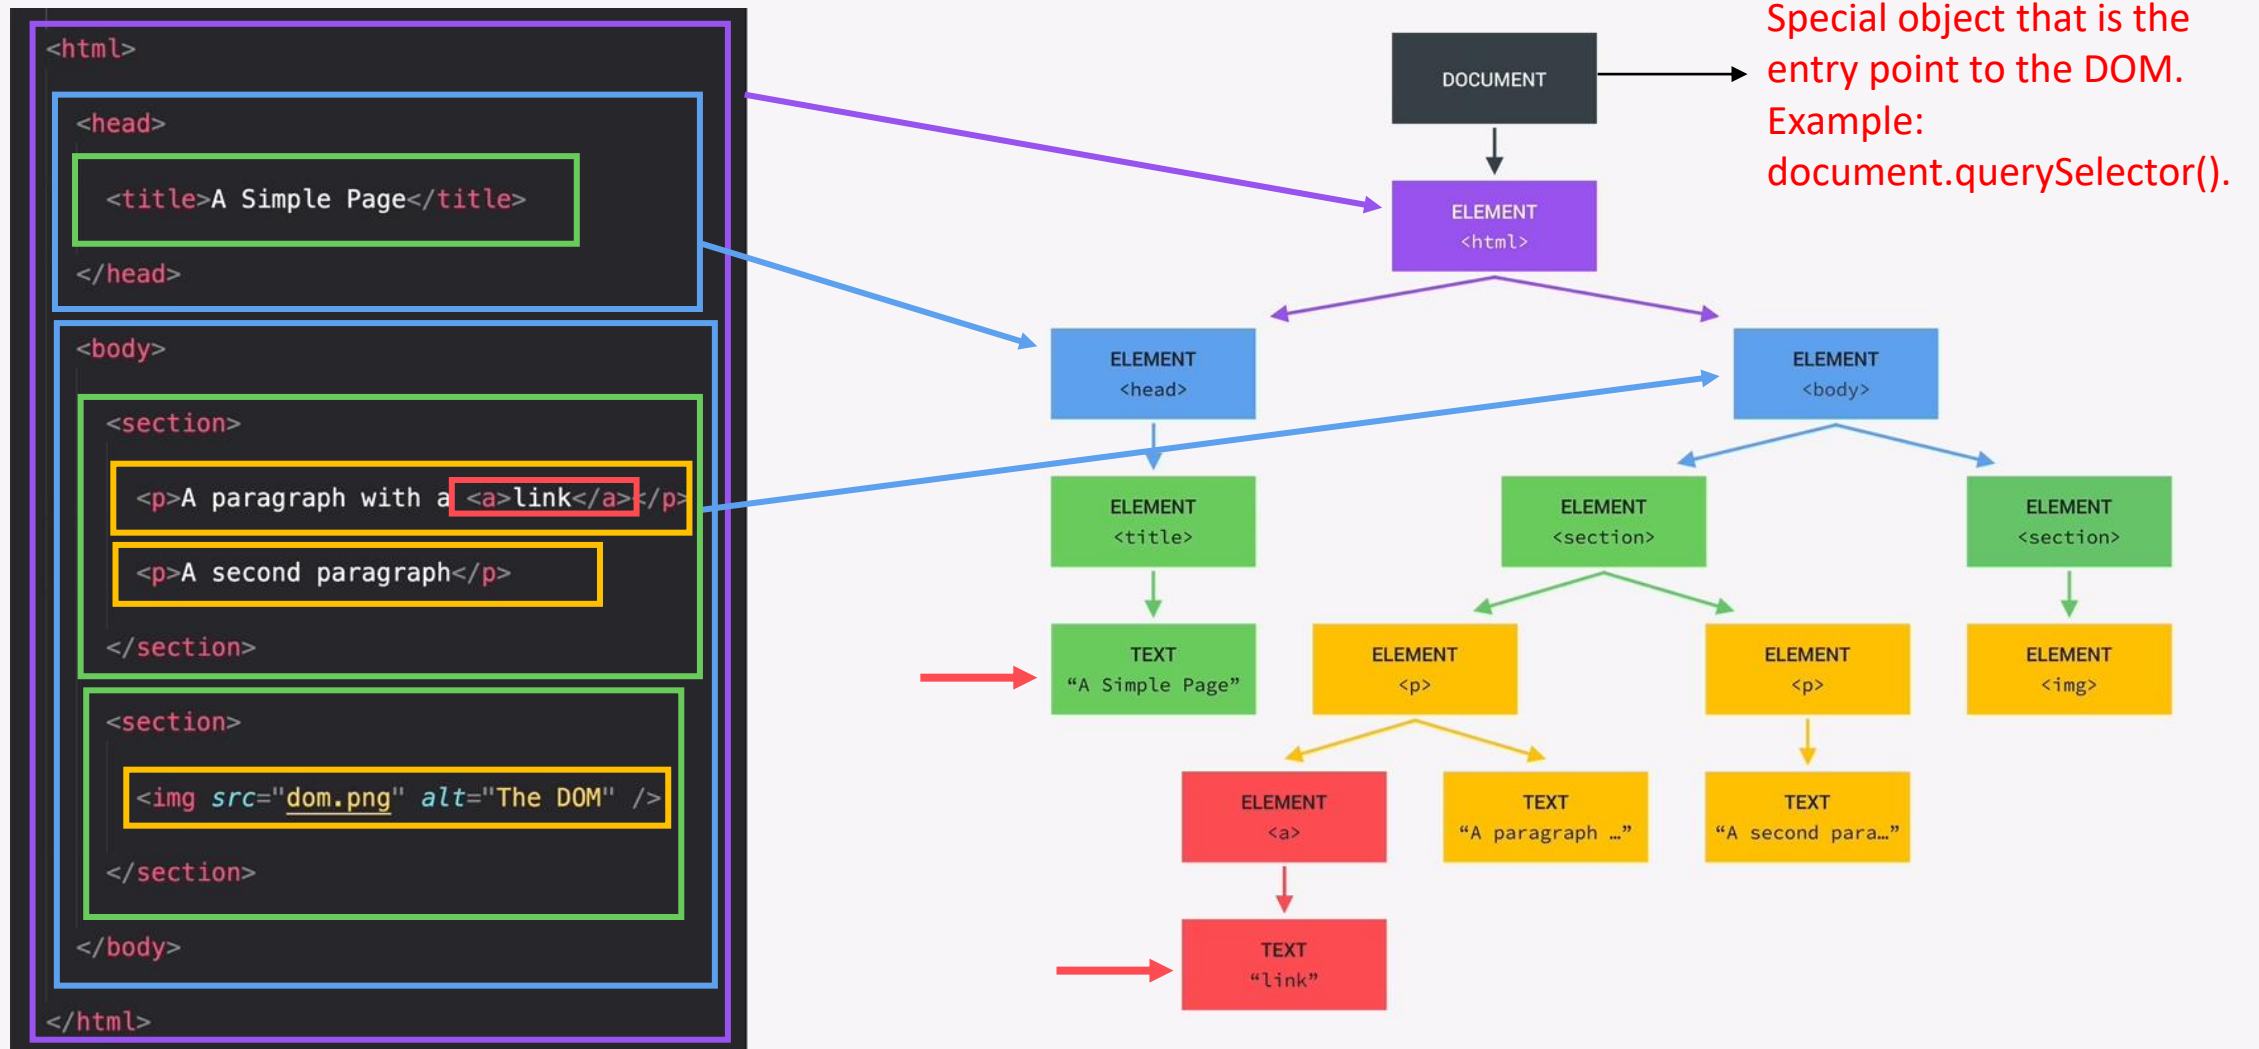 <html>
<head>
<title>A Simple Page</title>
</head>
<body>
<section>
<p>A paragraph with a <a>link</a></p>
<p>A second paragraph</p>
</section>
<section>
<img src="dom.png" alt="The DOM" />
</section>
</body>
</html>
DOCUMENT
Special object that is the
entry point to the DOM.
Example:
document.querySelector().
ELEMENT
<html>
ELEMENT
<head>
ELEMENT
<body>
ELEMENT
<title>
ELEMENT
<section>
ELEMENT
<section>
TEXT
“A Simple Page”
ELEMENT
<p>
ELEMENT
<p>
ELEMENT
<img>
ELEMENT
<a>
TEXT
“A paragraph …”
TEXT
“A second para…”
TEXT
“link”